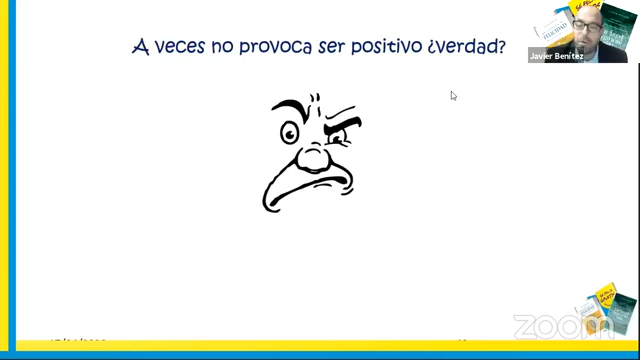 A veces no provoca ser positivo ¿verdad?
Javier Benítez
zoom